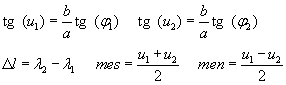 tg (u₁) = b/a tg (φ₁) tg (u₂) = b/a tg (φ₂)
Δl = λ₂ − λ₁ mes = (u₁ + u₂)/2 men = (u₁ − u₂)/2